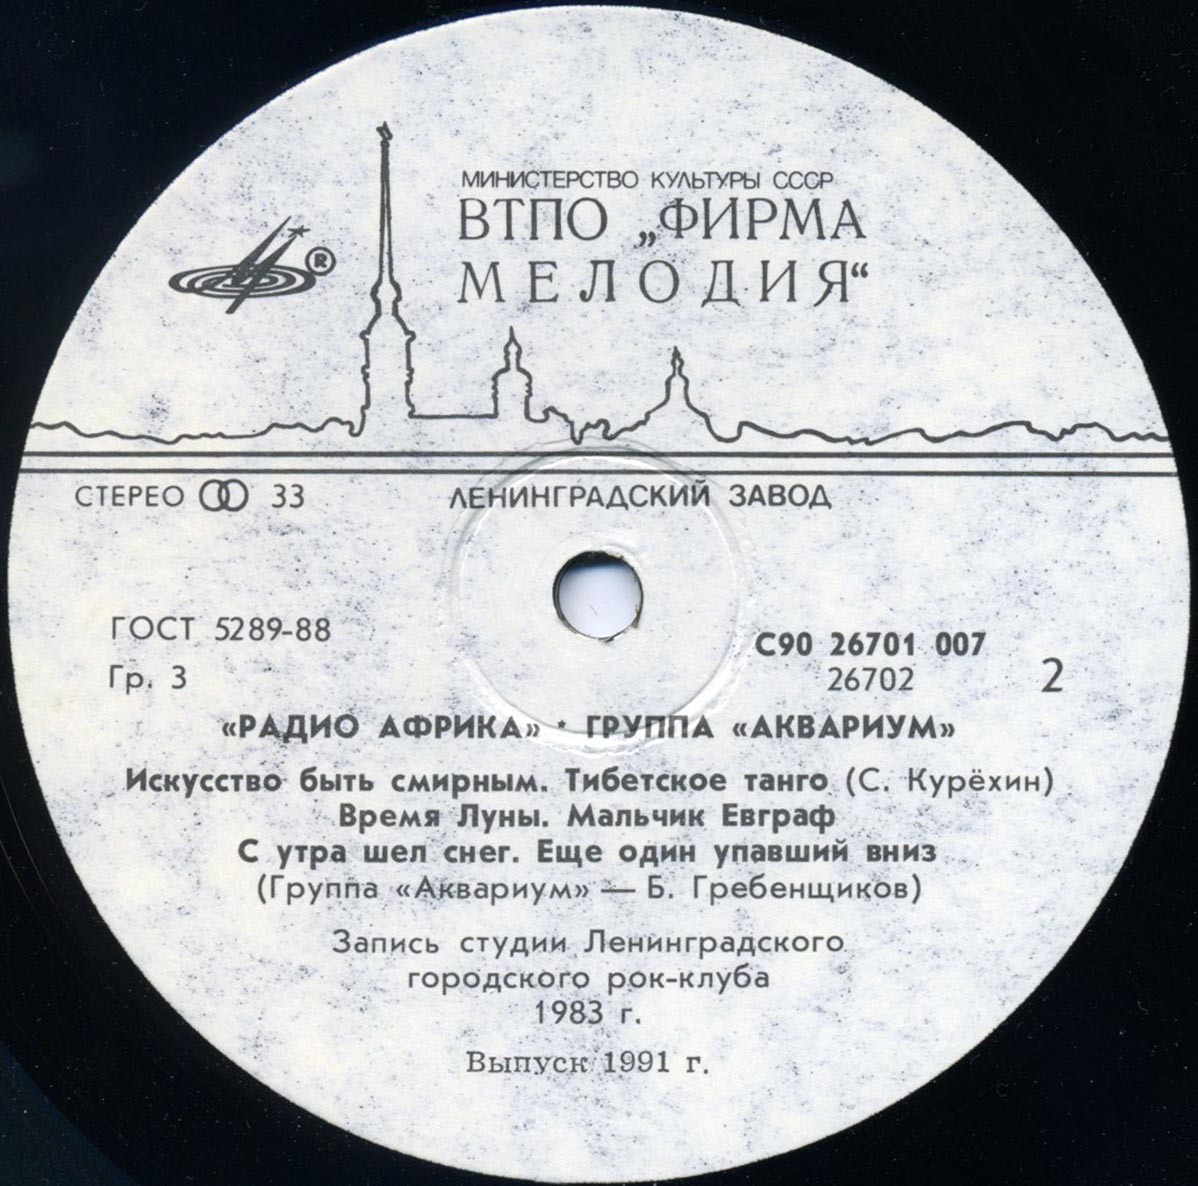 МИНИСТЕРСТВО КУЛЬТУРЫ СССР
ВТПО „ФИРМА
МЕЛОДИЯ“
®
СТЕРЕО 33
ЛЕНИНГРАДСКИЙ ЗАВОД
ГОСТ 5289-88
Гр. 3
С90 26701 007
26702
2
«РАДИО АФРИКА» · ГРУППА «АКВАРИУМ»
Искусство быть смирным. Тибетское танго (С. Курёхин)
Время Луны. Мальчик Евграф
С утра шел снег. Еще один упавший вниз
(Группа «Аквариум» — Б. Гребенщиков)
Запись студии Ленинградского
городского рок-клуба
1983 г.
Выпуск 1991 г.